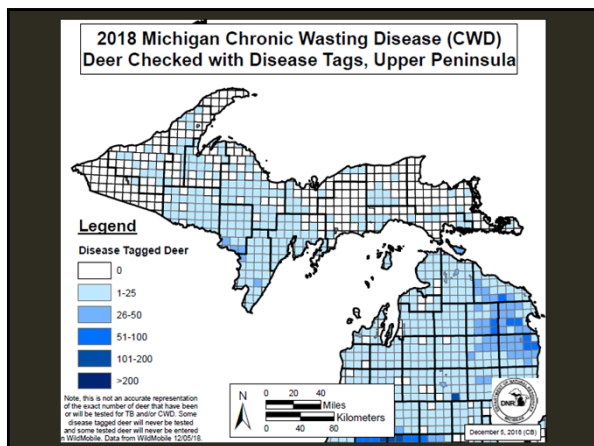 2018 Michigan Chronic Wasting Disease (CWD)
Deer Checked with Disease Tags, Upper Peninsula
Legend
Disease Tagged Deer
0
1-25
26-50
51-100
101-200
>200
Note, this is not an accurate representation
of the exact number of deer that have been
or will be tested for TB and/or CWD. Some
disease tagged deer will never be tested
and some tested deer will never be entered
n WildMobile. Data from WildMobile 12/05/18.
N
0 20 40
Miles
Kilometers
0 40 80
DNR
December 5, 2018 (CB)